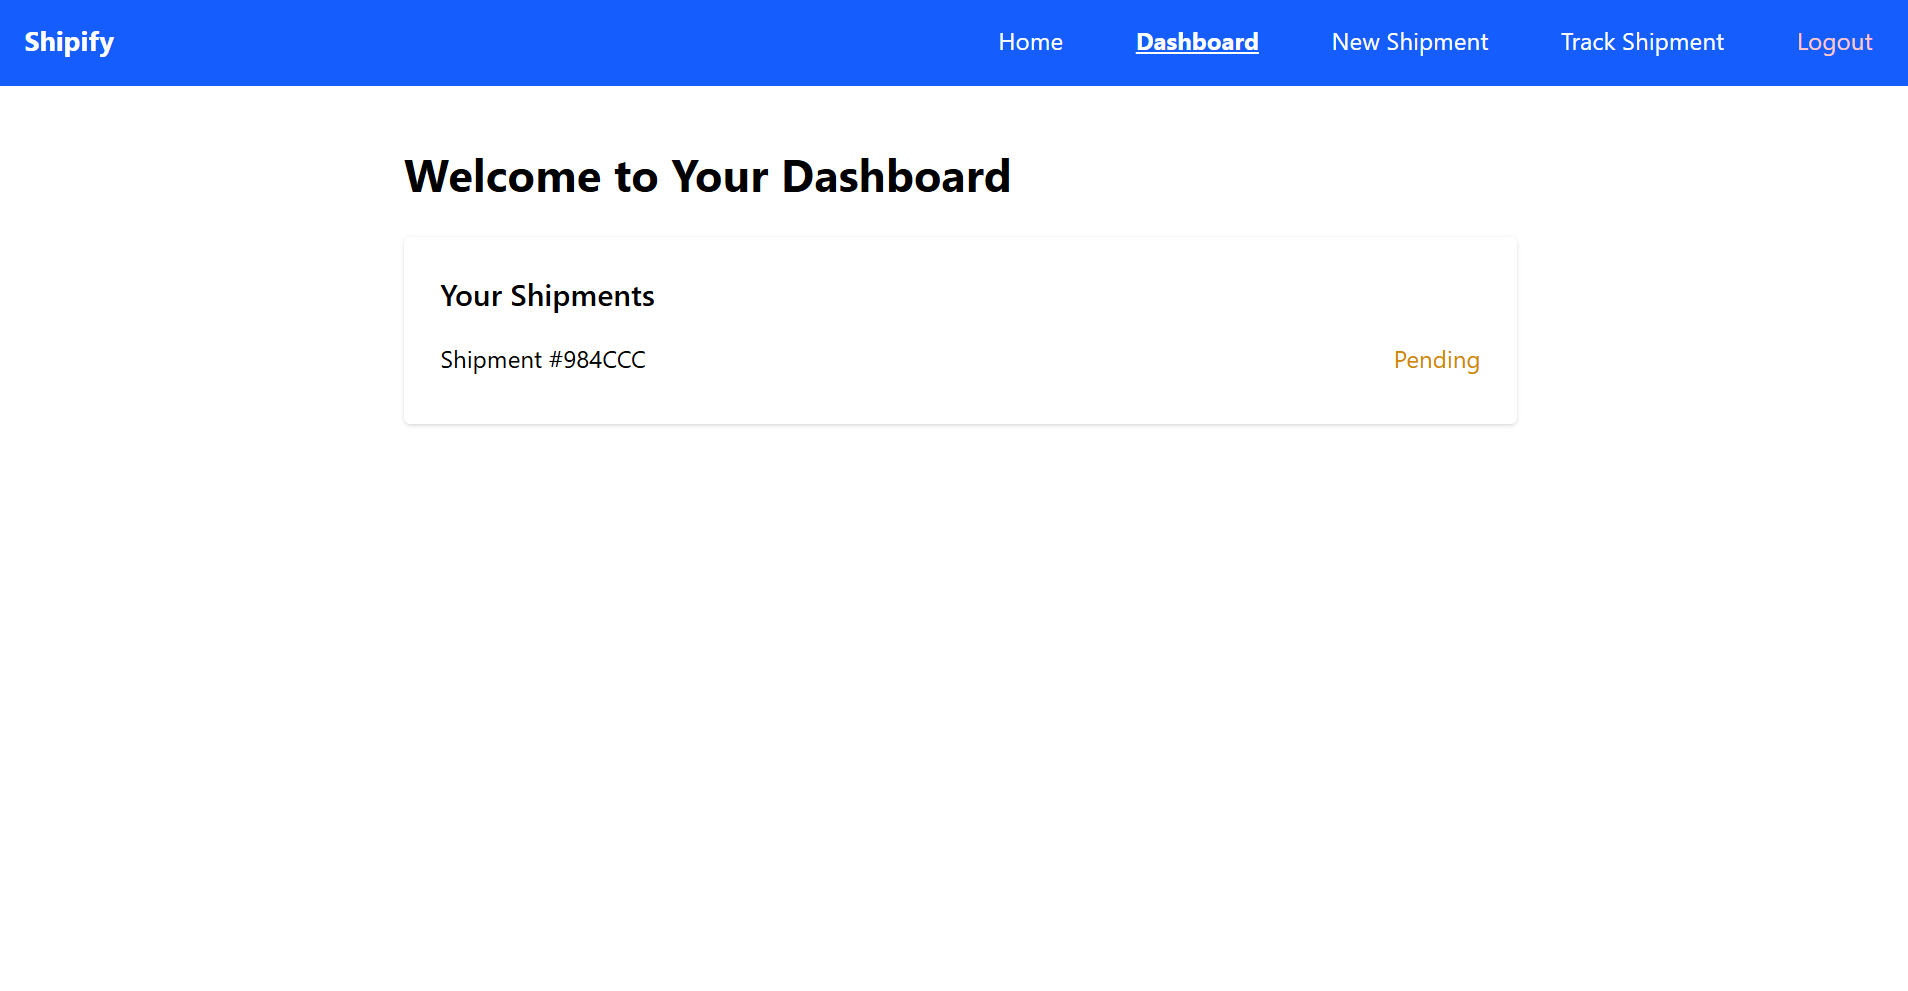 Shipify Home Dashboard New Shipment Track Shipment Logout
Welcome to Your Dashboard
Your Shipments
Shipment #984CCC Pending